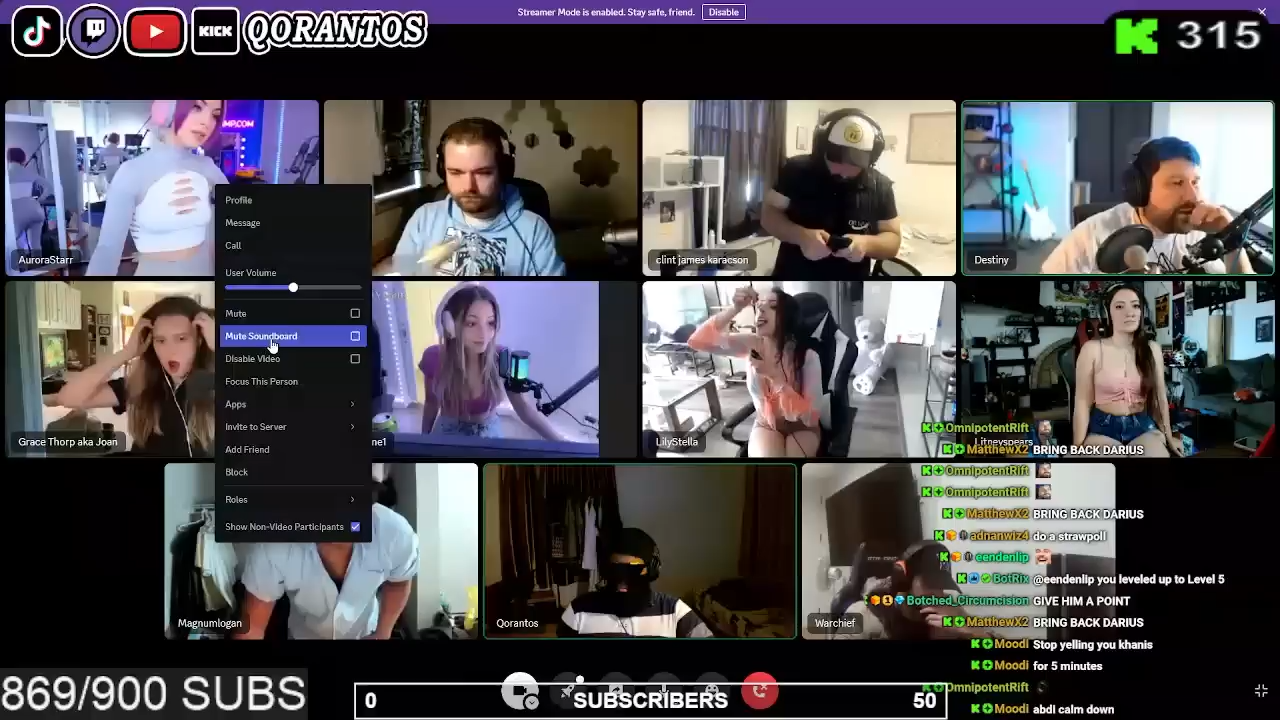 Streamer Mode is enabled. Stay safe, friend.
Disable
KICK
QORANTOS
315
AuroraStarr
clint james karacson
Destiny
Profile
Message
Call
User Volume
Mute
Mute Soundboard
Disable Video
Focus This Person
Apps
Invite to Server
Add Friend
Block
Roles
Show Non-Video Participants
Grace Thorp aka Joan
ne1
LilyStella
Litneyspears
Magnumlogan
Qorantos
Warchief
OmnipotentRift
MatthewX2 BRING BACK DARIUS
OmnipotentRift
OmnipotentRift
MatthewX2 BRING BACK DARIUS
adnanwiz4 do a strawpoll
eendenlip
BotRix @eendenlip you leveled up to Level 5
Botched_Circumcision GIVE HIM A POINT
MatthewX2 BRING BACK DARIUS
Moodi Stop yelling you khanis
Moodi for 5 minutes
OmnipotentRift
Moodi abdI calm down
869/900 SUBS
0 SUBSCRIBERS 50